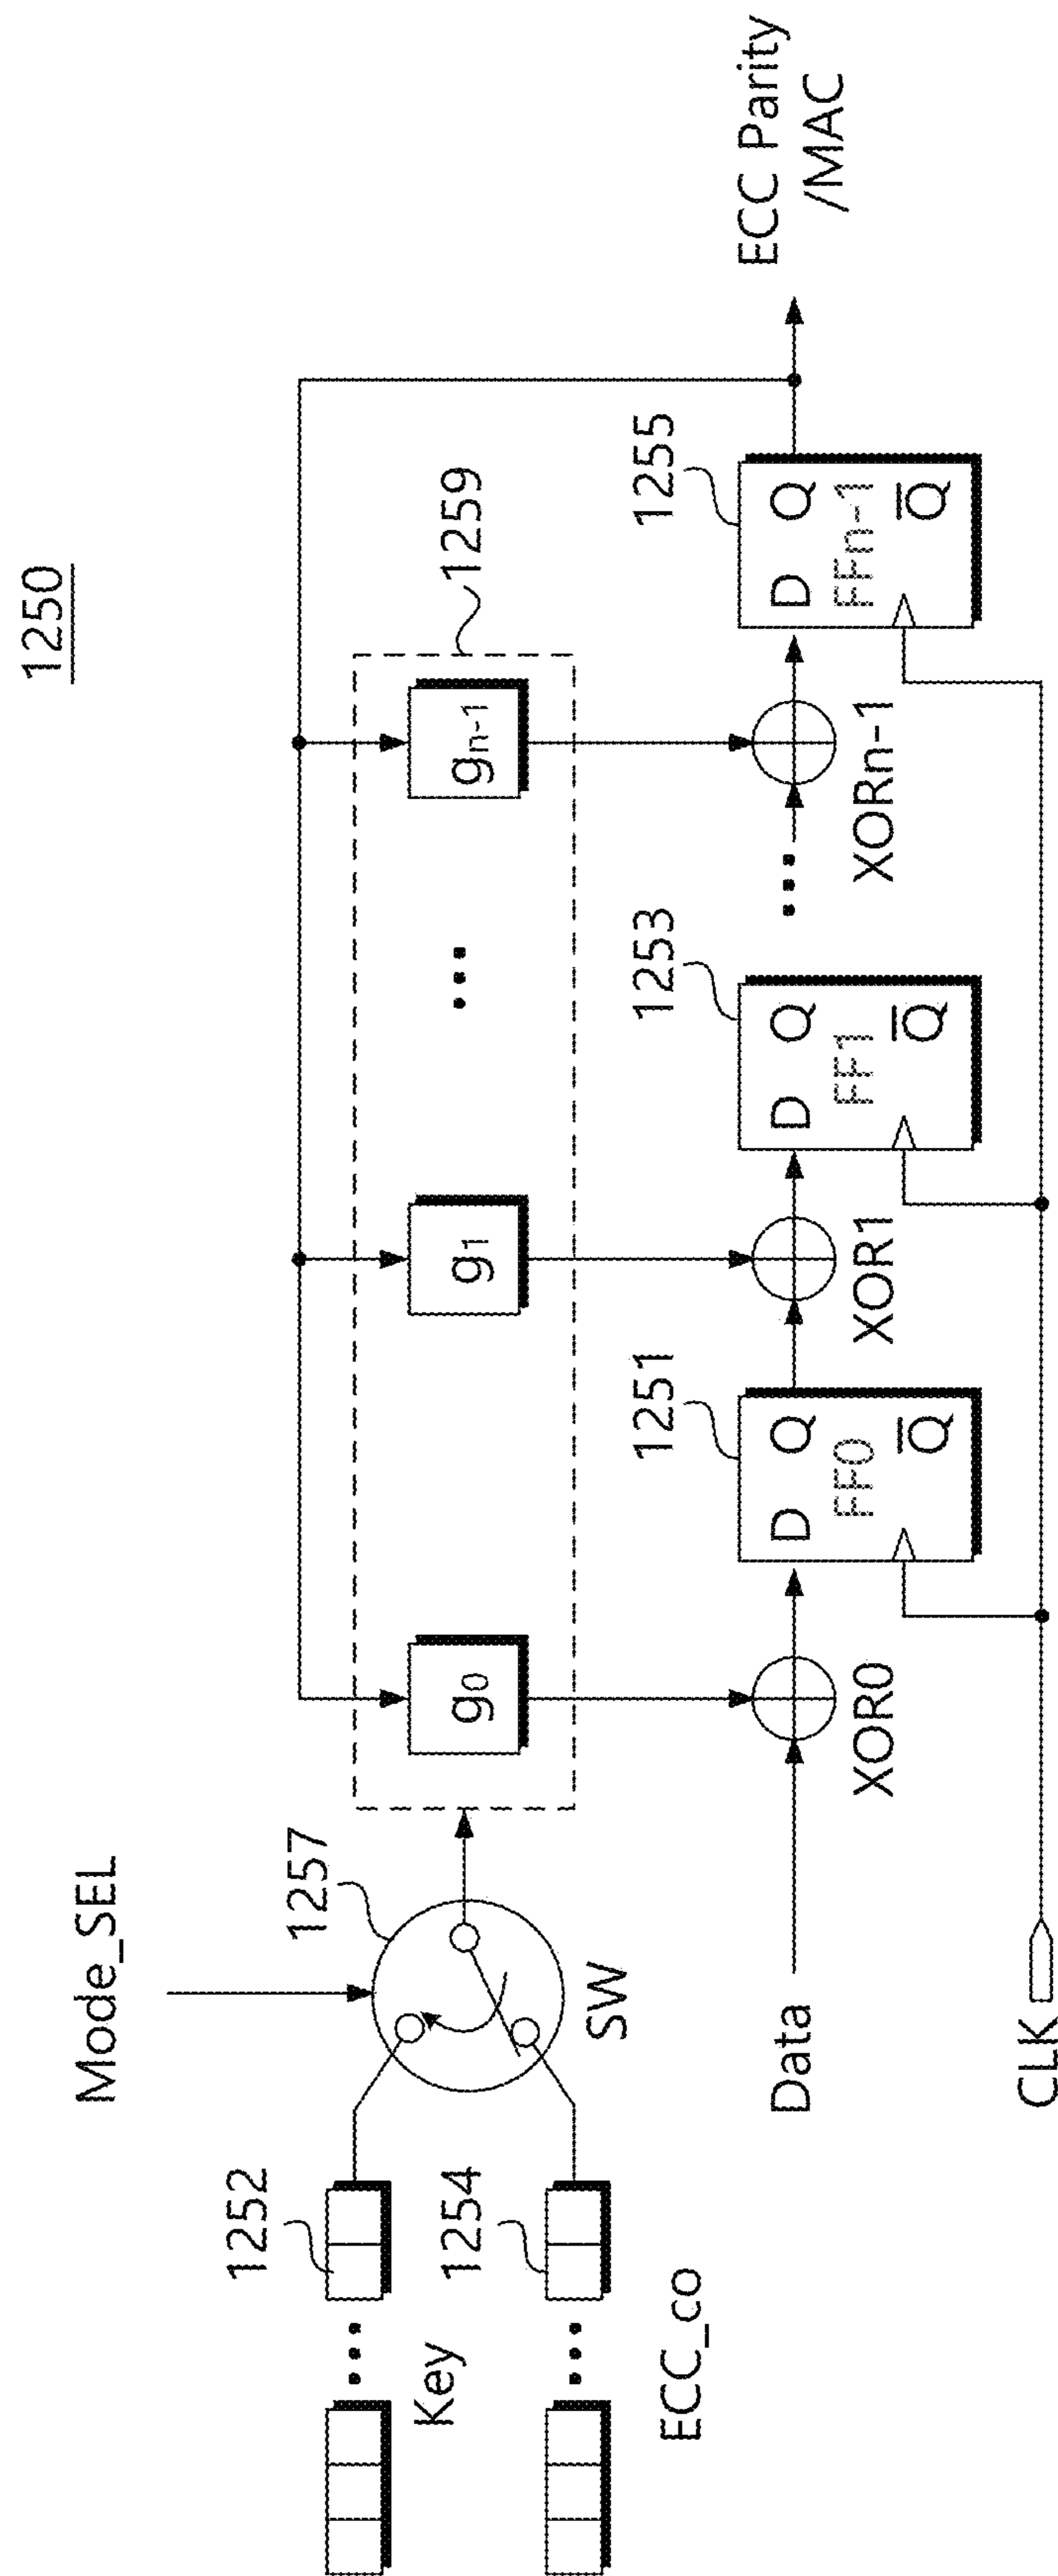 1250
Mode_SEL
1252
1257
1259
Key
g0
g1
...
gn-1
1254
SW
ECC_co
1251
1253
1255
Data
D Q
FF0
Q
D Q
FF1
Q
...
D Q
FFn-1
Q
ECC Parity
/MAC
XOR0
XOR1
XORn-1
CLK